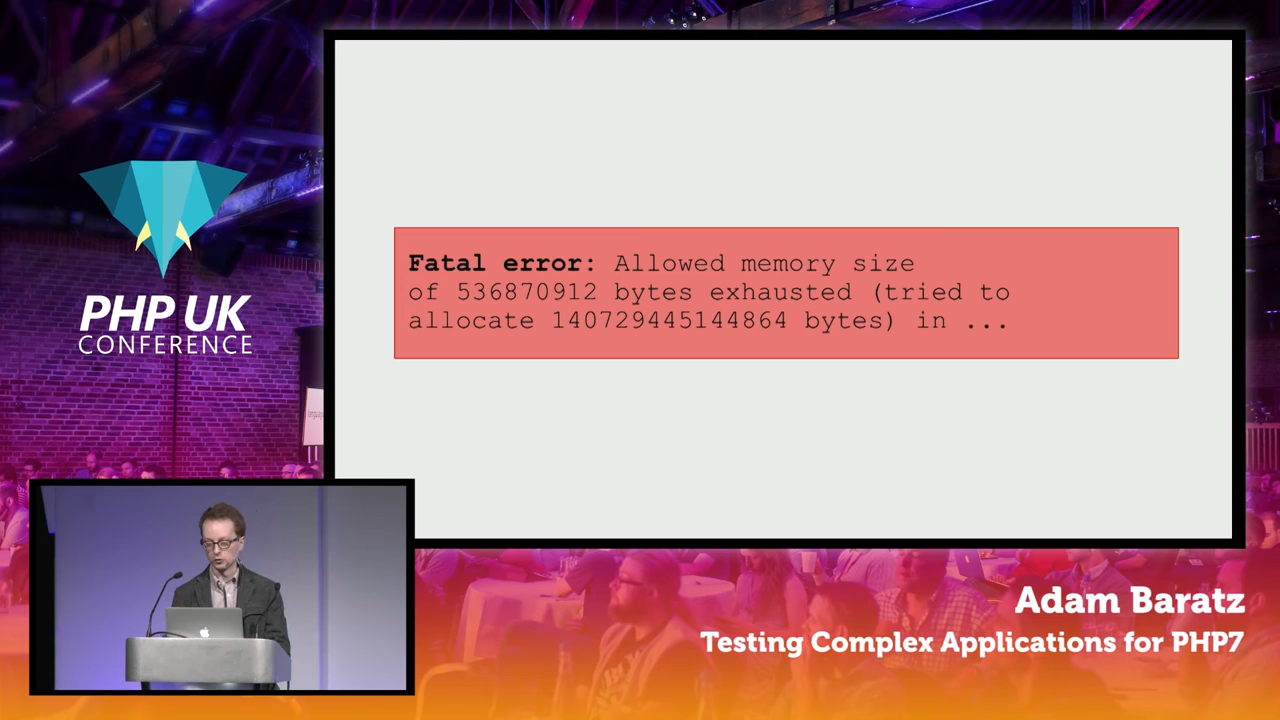 Fatal error: Allowed memory size
of 536870912 bytes exhausted (tried to
allocate 140729445144864 bytes) in ...
PHP UK
CONFERENCE
Adam Baratz
Testing Complex Applications for PHP7